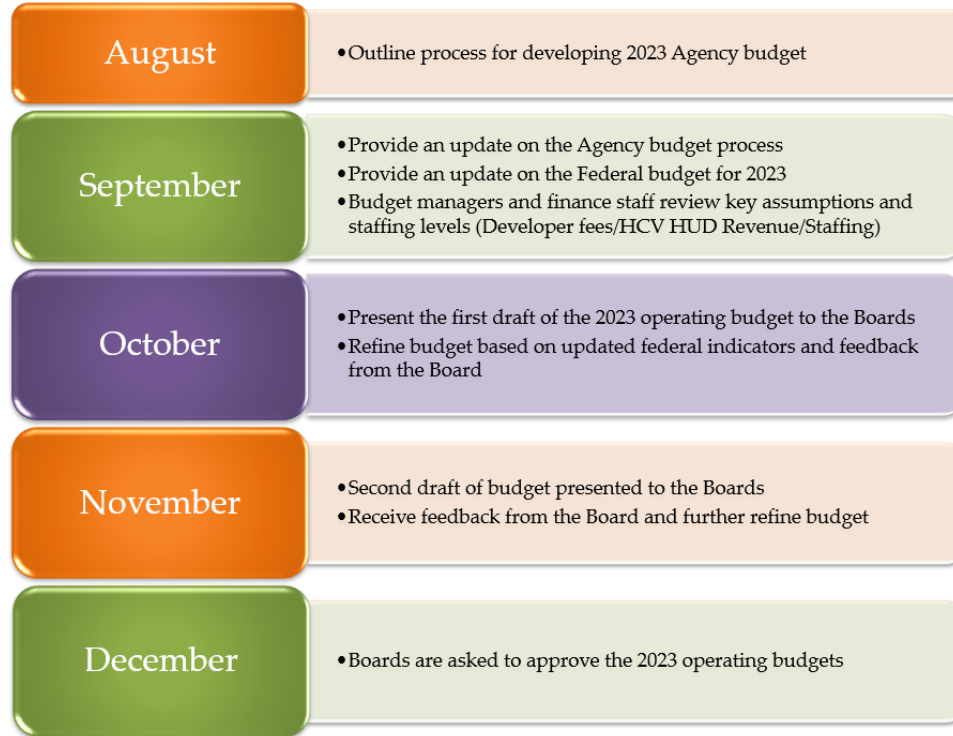 August
•Outline process for developing 2023 Agency budget
September
•Provide an update on the Agency budget process
•Provide an update on the Federal budget for 2023
•Budget managers and finance staff review key assumptions and
staffing levels (Developer fees/HCV HUD Revenue/Staffing)
October
•Present the first draft of the 2023 operating budget to the Boards
•Refine budget based on updated federal indicators and feedback
from the Board
November
•Second draft of budget presented to the Boards
•Receive feedback from the Board and further refine budget
December
•Boards are asked to approve the 2023 operating budgets